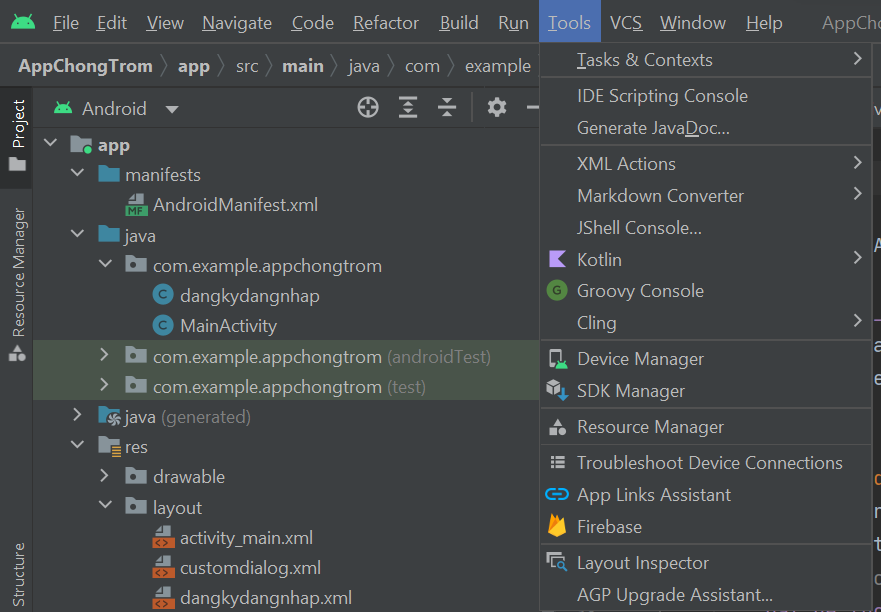 File Edit View Navigate Code Refactor Build Run Tools VCS Window Help AppCho
AppChongTrom app src main java com example
Android
Project
Resource Manager
Structure
app
manifests
AndroidManifest.xml
java
com.example.appchongtrom
dangkydangnhap
MainActivity
com.example.appchongtrom (androidTest)
com.example.appchongtrom (test)
java (generated)
res
drawable
layout
activity_main.xml
customdialog.xml
dangkydangnhap.xml
Tasks & Contexts
IDE Scripting Console
Generate JavaDoc...
XML Actions
Markdown Converter
JShell Console...
Kotlin
Groovy Console
Cling
Device Manager
SDK Manager
Resource Manager
Troubleshoot Device Connections
App Links Assistant
Firebase
Layout Inspector
AGP Upgrade Assistant...